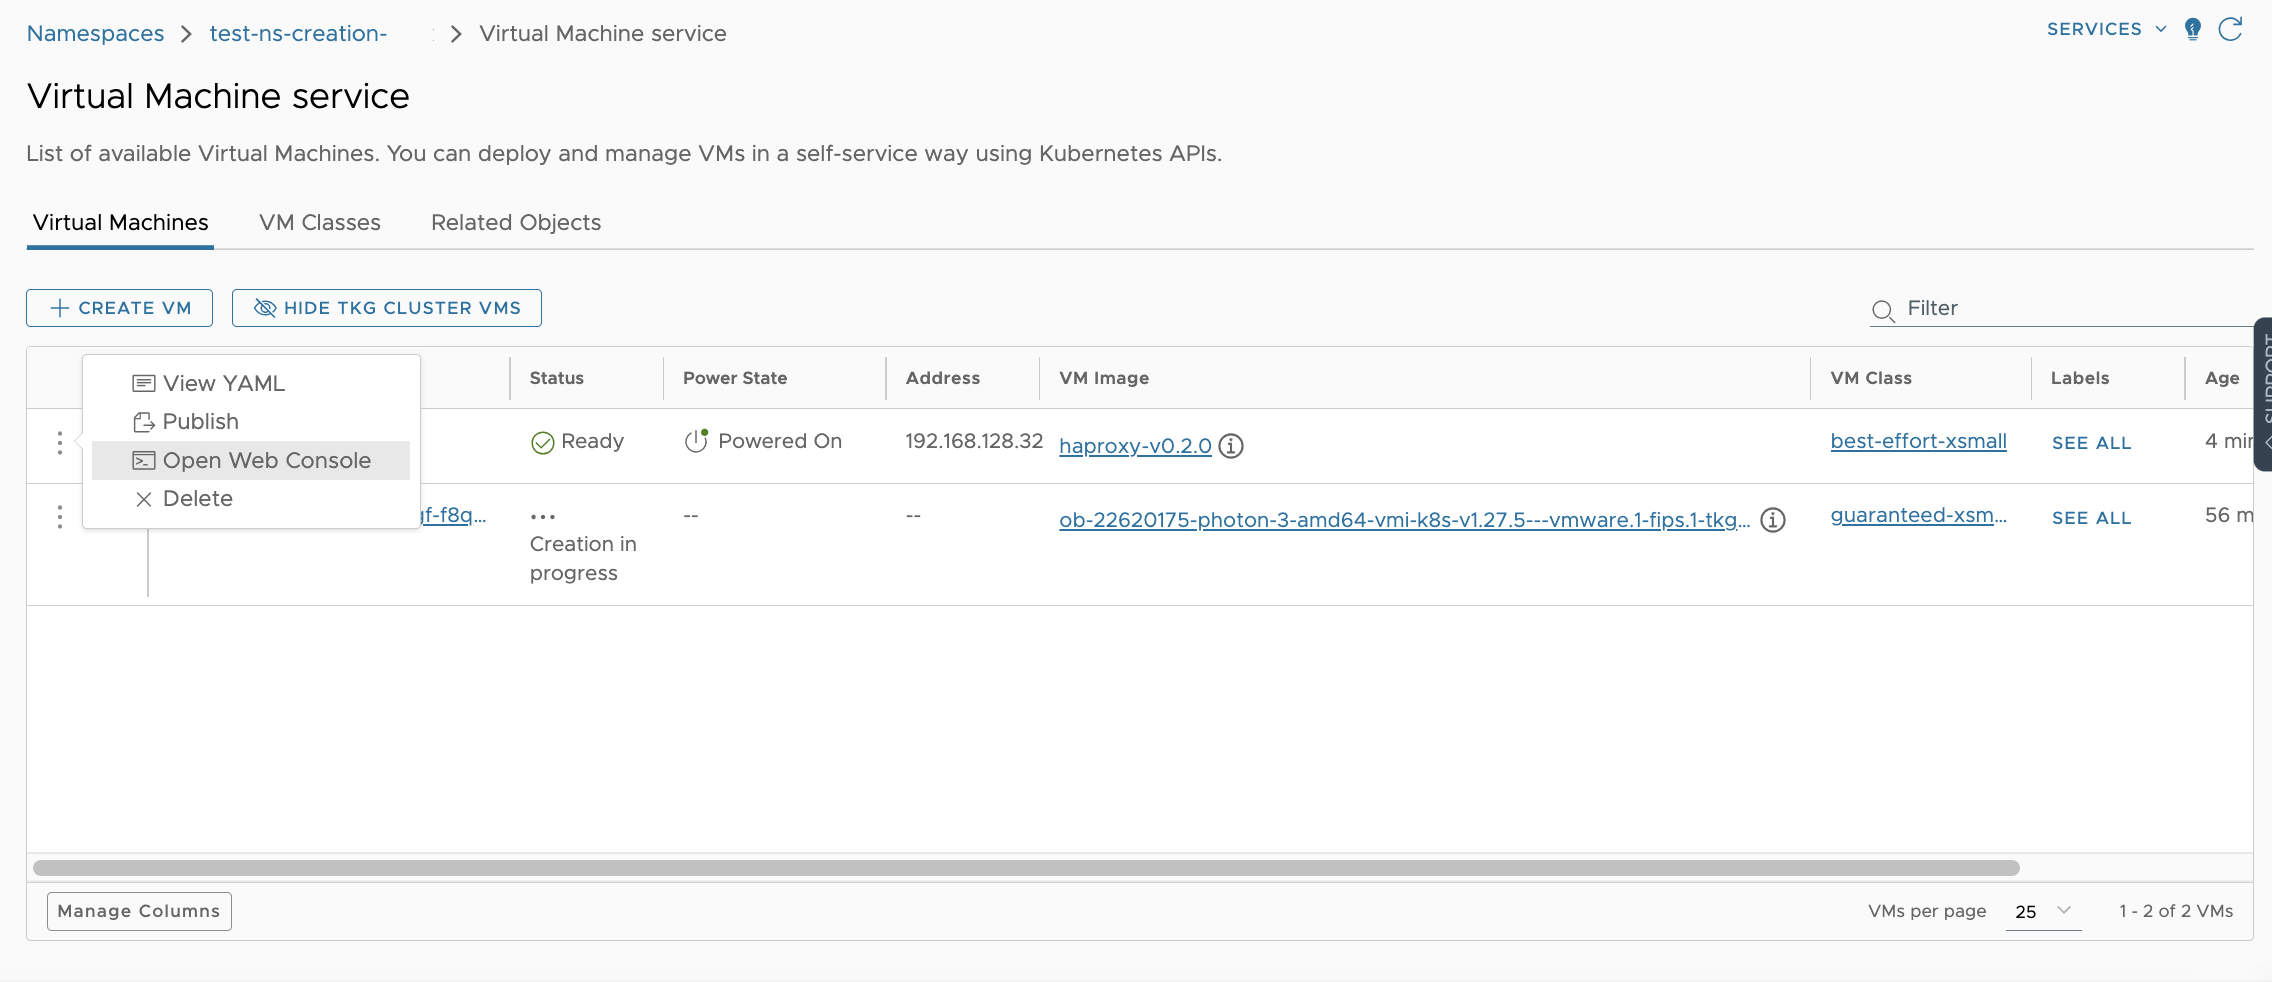 Namespaces > test-ns-creation- > Virtual Machine service
SERVICES
Virtual Machine service
List of available Virtual Machines. You can deploy and manage VMs in a self-service way using Kubernetes APIs.
Virtual Machines VM Classes Related Objects
CREATE VM HIDE TKG CLUSTER VMS
Filter
SUPPORT
Status Power State Address VM Image VM Class Labels Age
View YAML
Publish
Open Web Console
Delete
Ready Powered On 192.168.128.32 haproxy-v0.2.0 best-effort-xsmall SEE ALL 4 min
gf-f8q... ... -- -- ob-22620175-photon-3-amd64-vmi-k8s-v1.27.5---vmware.1-fips.1-tkg... guaranteed-xsm... SEE ALL 56 m
Creation in
progress
Manage Columns
VMs per page 25 1 - 2 of 2 VMs